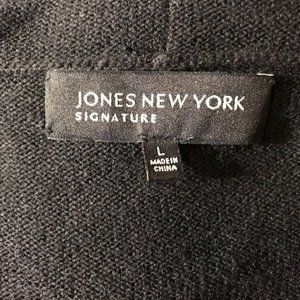 JONES NEW YORK
SIGNATURE
L
MADE IN
CHINA